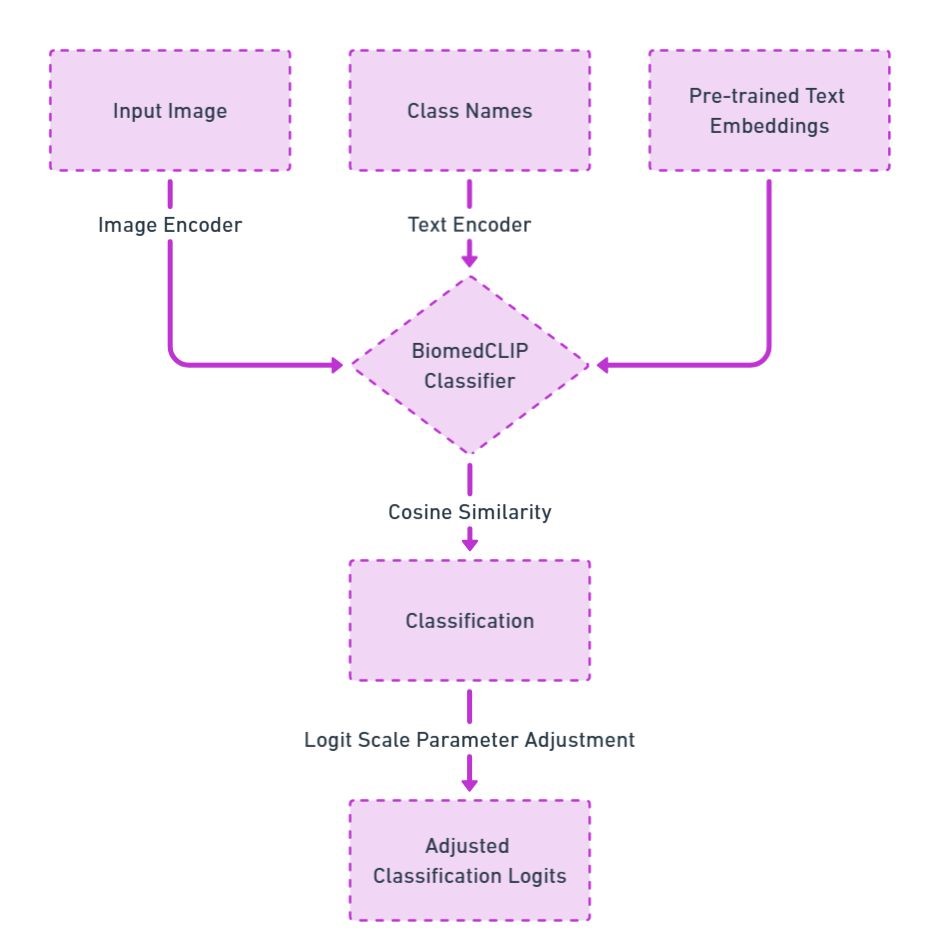 Input Image
Class Names
Pre-trained Text
Embeddings
Image Encoder
Text Encoder
BiomedCLIP
Classifier
Cosine Similarity
Classification
Logit Scale Parameter Adjustment
Adjusted
Classification Logits